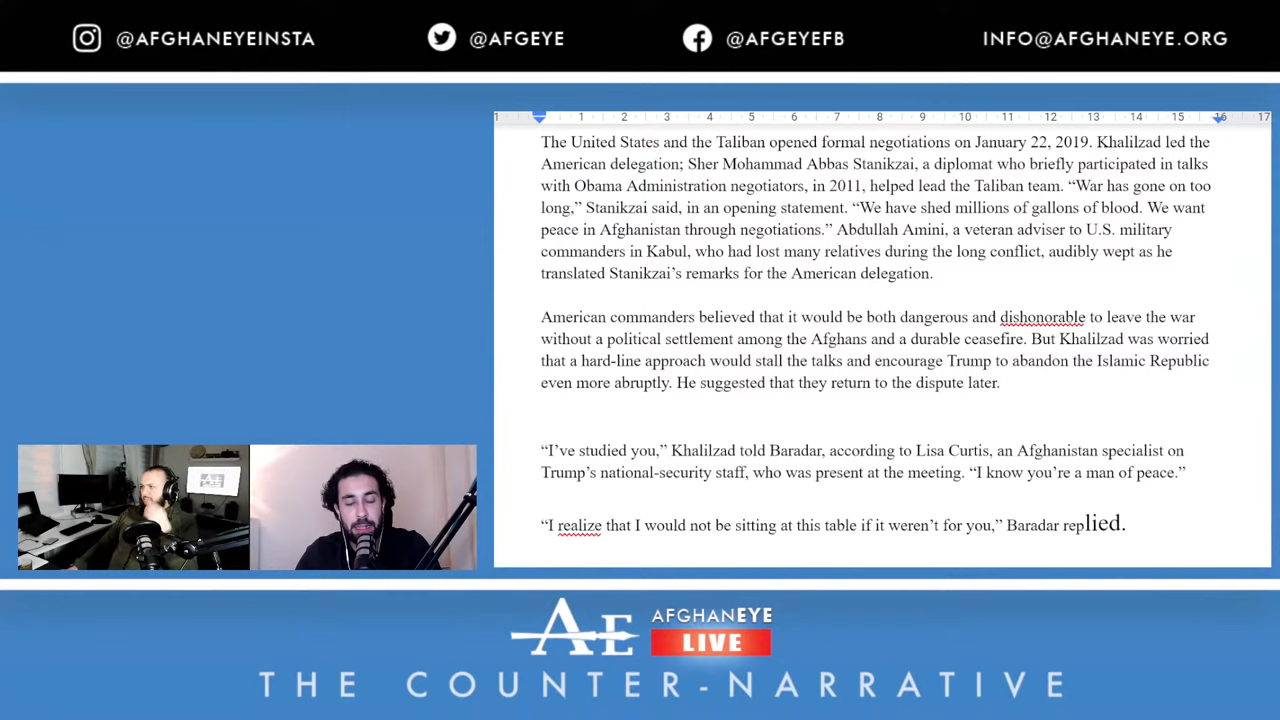 @AFGHANEYEINSTA
@AFGEYE
@AFGEYEFB
INFO@AFGHANEYE.ORG
1 1 2 3 4 5 6 7 8 9 10 11 12 13 14 15 16 17
The United States and the Taliban opened formal negotiations on January 22, 2019. Khalilzad led the
American delegation; Sher Mohammad Abbas Stanikzai, a diplomat who briefly participated in talks
with Obama Administration negotiators, in 2011, helped lead the Taliban team. “War has gone on too
long,” Stanikzai said, in an opening statement. “We have shed millions of gallons of blood. We want
peace in Afghanistan through negotiations.” Abdullah Amini, a veteran adviser to U.S. military
commanders in Kabul, who had lost many relatives during the long conflict, audibly wept as he
translated Stanikzai’s remarks for the American delegation.
American commanders believed that it would be both dangerous and dishonorable to leave the war
without a political settlement among the Afghans and a durable ceasefire. But Khalilzad was worried
that a hard-line approach would stall the talks and encourage Trump to abandon the Islamic Republic
even more abruptly. He suggested that they return to the dispute later.
“I’ve studied you,” Khalilzad told Baradar, according to Lisa Curtis, an Afghanistan specialist on
Trump’s national-security staff, who was present at the meeting. “I know you’re a man of peace.”
“I realize that I would not be sitting at this table if it weren’t for you,” Baradar replied.
AE
AFGHANEYE
LIVE
THE COUNTER-NARRATIVE